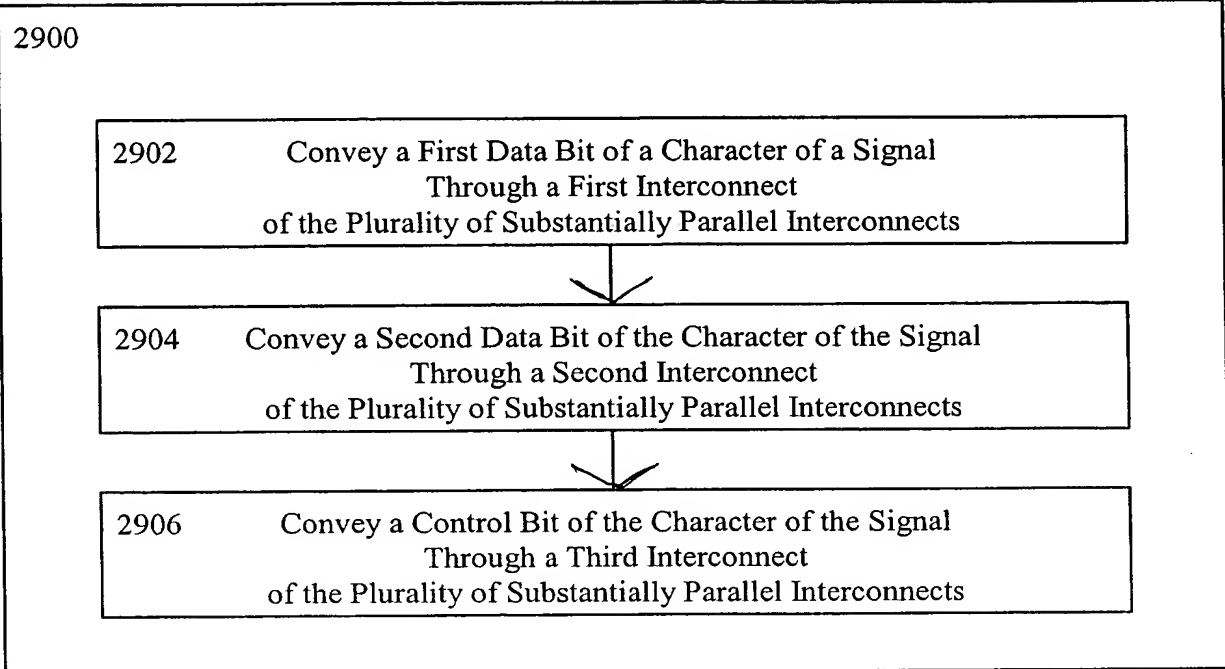 2900
2902 Convey a First Data Bit of a Character of a Signal
Through a First Interconnect
of the Plurality of Substantially Parallel Interconnects
2904 Convey a Second Data Bit of the Character of the Signal
Through a Second Interconnect
of the Plurality of Substantially Parallel Interconnects
2906 Convey a Control Bit of the Character of the Signal
Through a Third Interconnect
of the Plurality of Substantially Parallel Interconnects